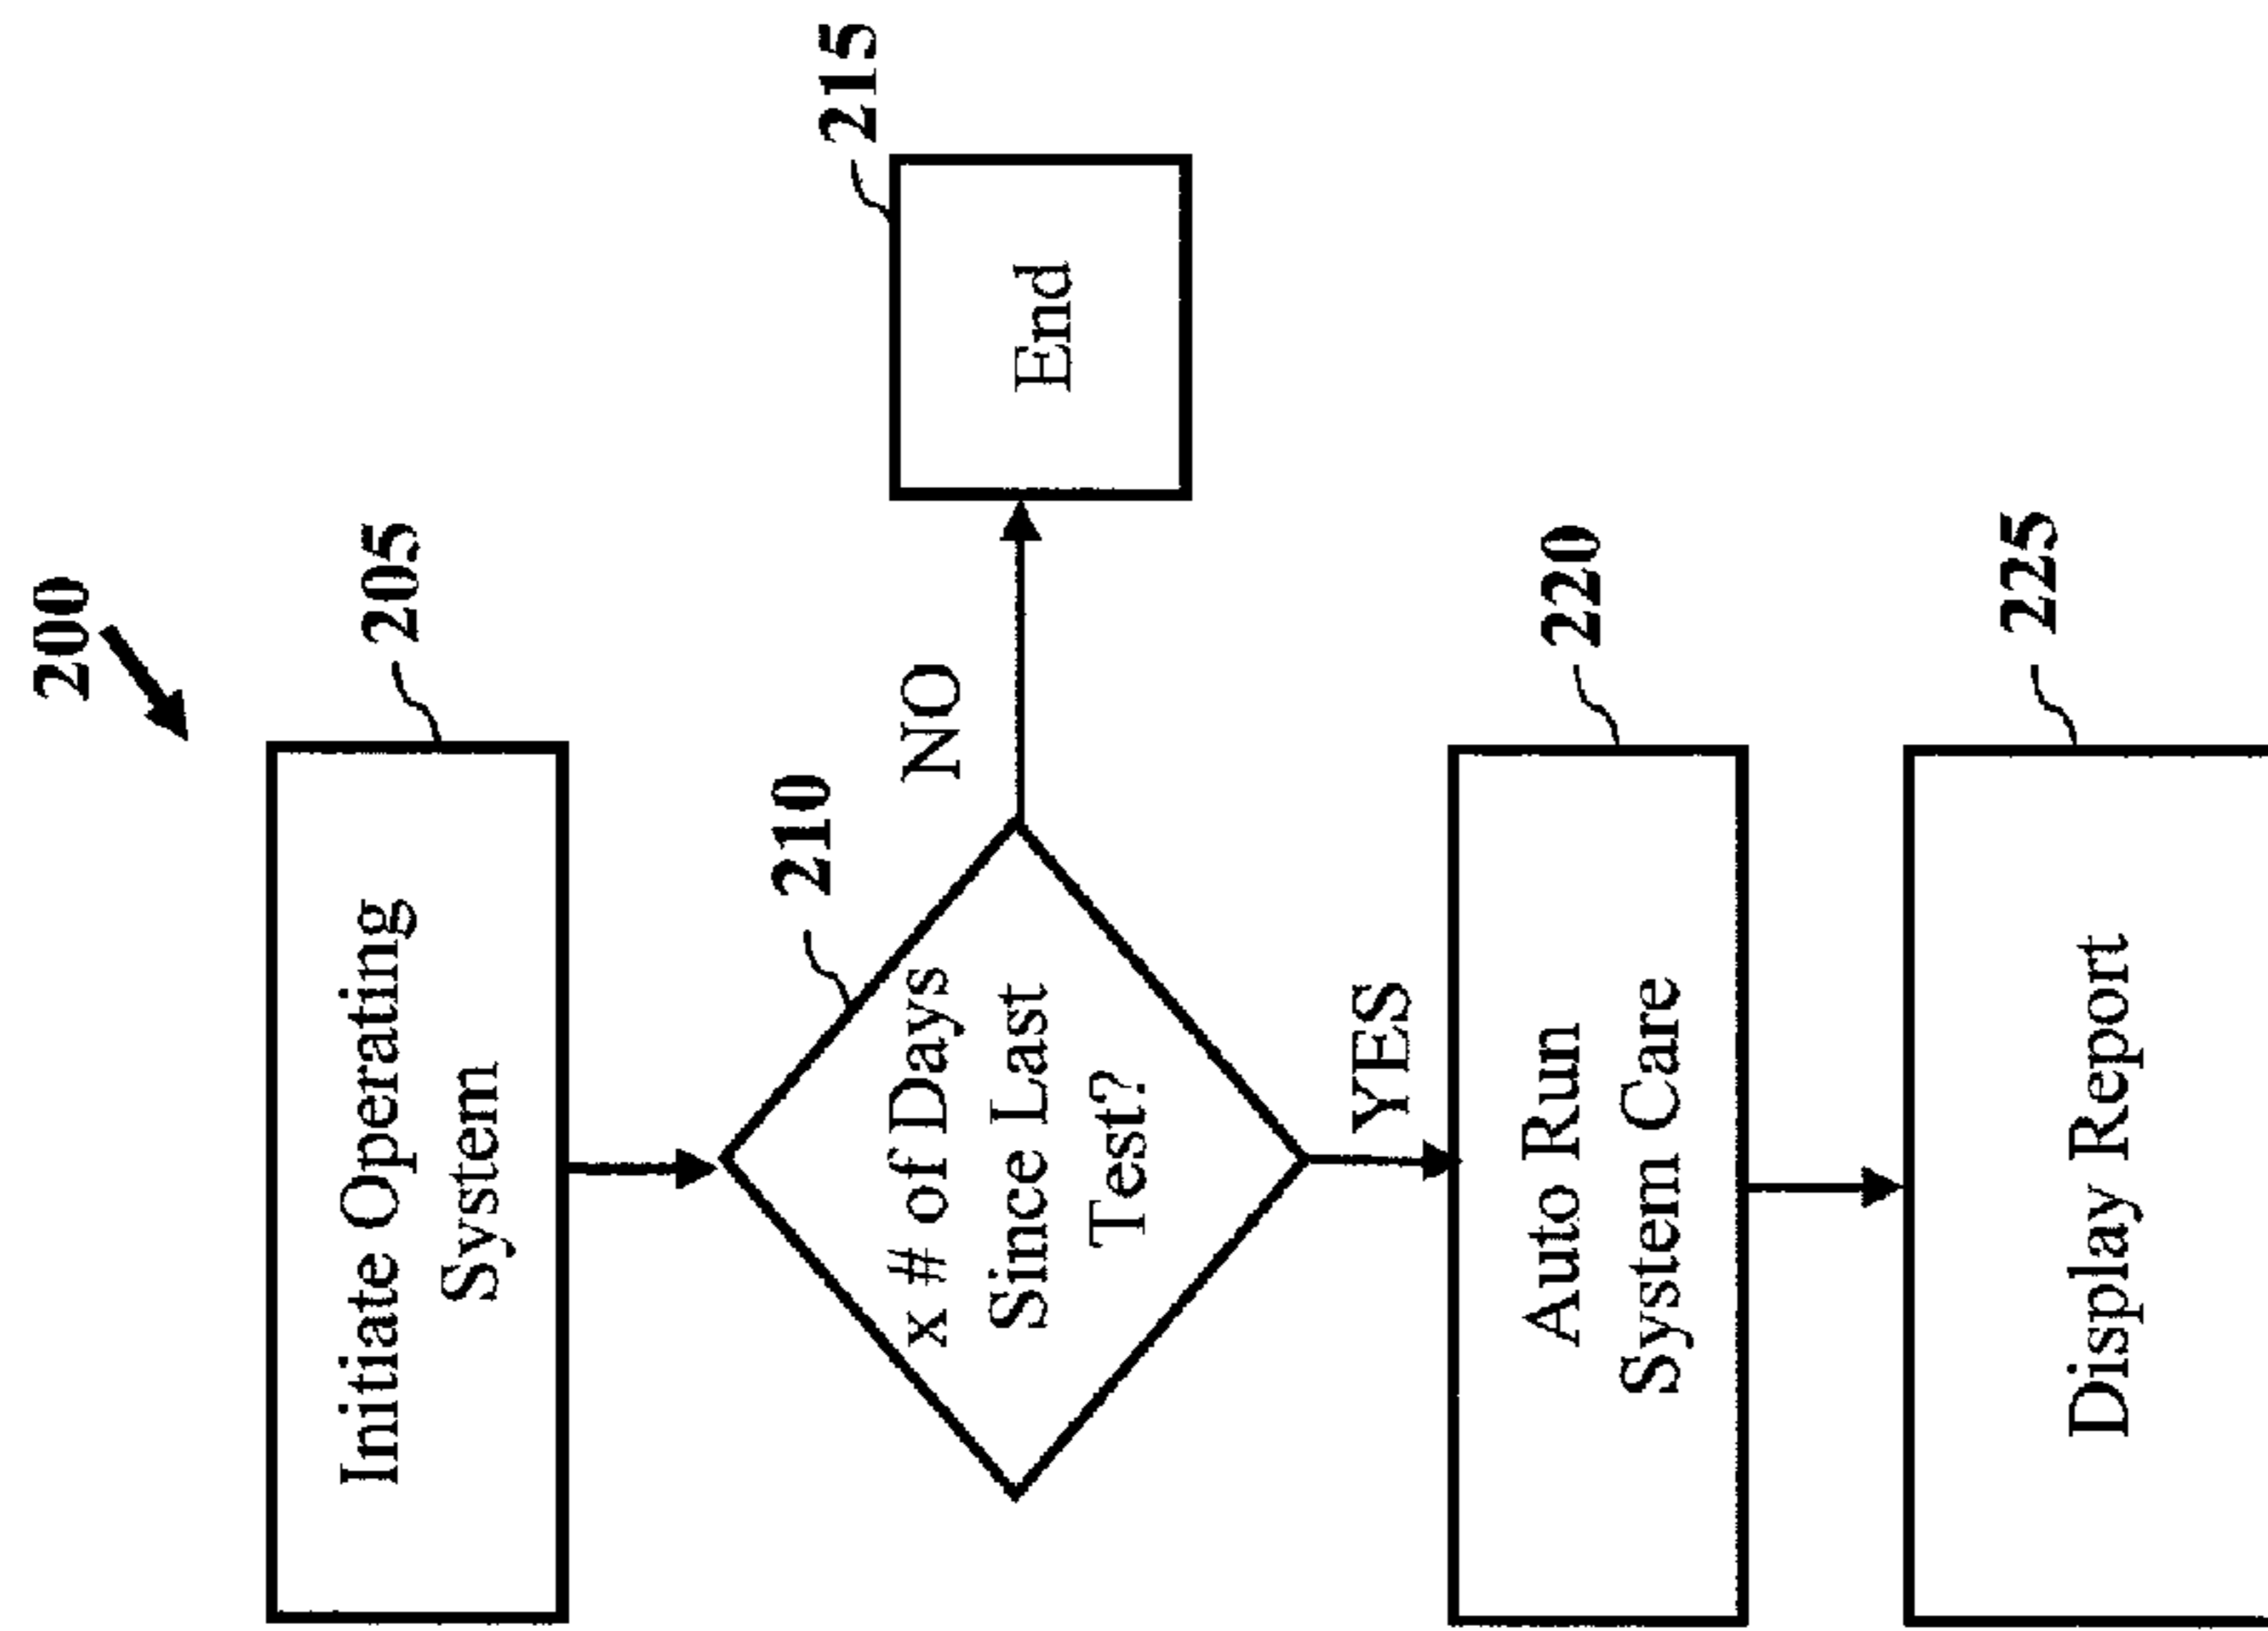 200
205
Initiate Operating
System
210
x # of Days
Since Last
Test?
NO
215
End
YES
220
Auto Run
System Care
225
Display Report